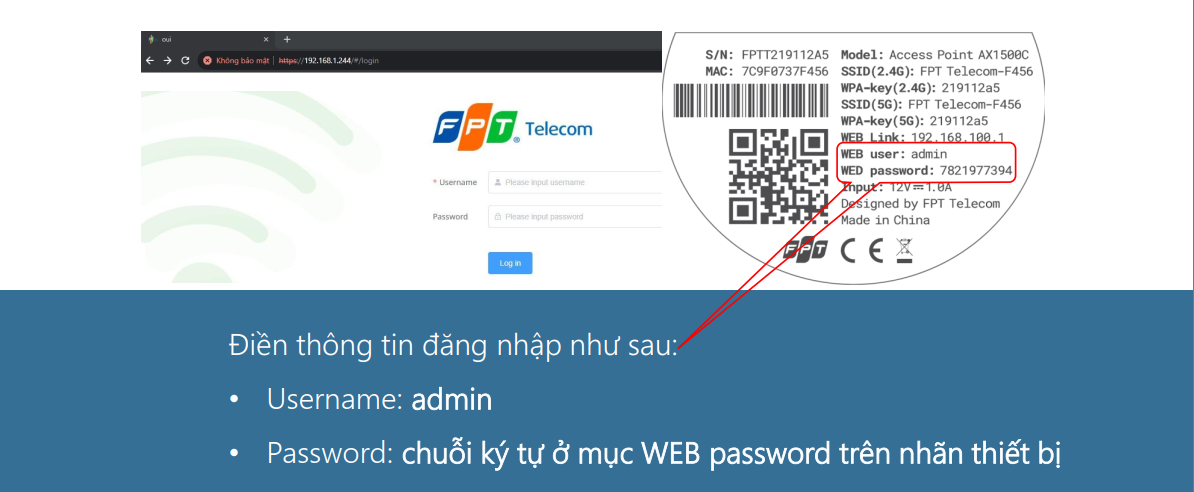 oui
Không bảo mật | https://192.168.1.244/#/login
FPT Telecom
* Username
Please input username
Password
Please input password
Log in
S/N: FPTT219112A5
MAC: 7C9F0737F456
Model: Access Point AX1500C
SSID(2.4G): FPT Telecom-F456
WPA-key(2.4G): 219112a5
SSID(5G): FPT Telecom-F456
WPA-key(5G): 219112a5
WEB Link: 192.168.100.1
WEB user: admin
WED password: 7821977394
Input: 12V⎓1.0A
Designed by FPT Telecom
Made in China
FPT CE
Điền thông tin đăng nhập như sau:
• Username: admin
• Password: chuỗi ký tự ở mục WEB password trên nhãn thiết bị